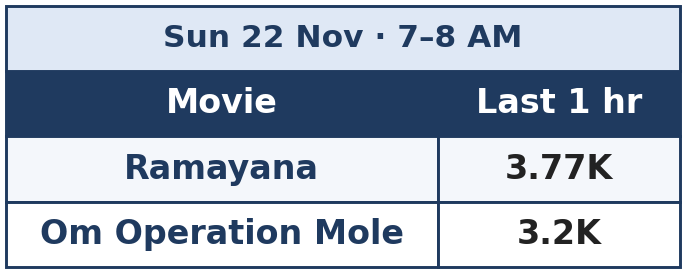 Sun 22 Nov · 7–8 AM
Movie Last 1 hr
Ramayana 3.77K
Om Operation Mole 3.2K